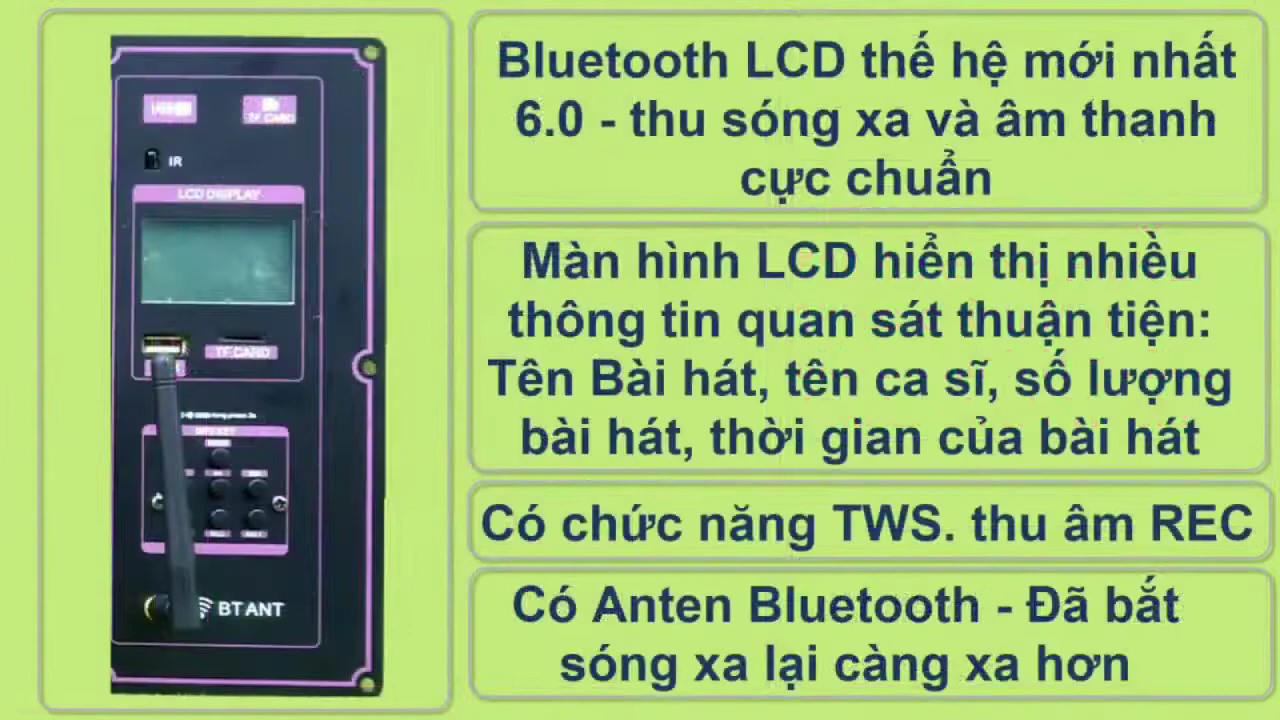 TF CARD
IR
LCD DISPLAY
TF.CARD
BT ANT
Bluetooth LCD thế hệ mới nhất
6.0 - thu sóng xa và âm thanh
cực chuẩn
Màn hình LCD hiển thị nhiều
thông tin quan sát thuận tiện:
Tên Bài hát, tên ca sĩ, số lượng
bài hát, thời gian của bài hát
Có chức năng TWS. thu âm REC
Có Anten Bluetooth - Đã bắt
sóng xa lại càng xa hơn